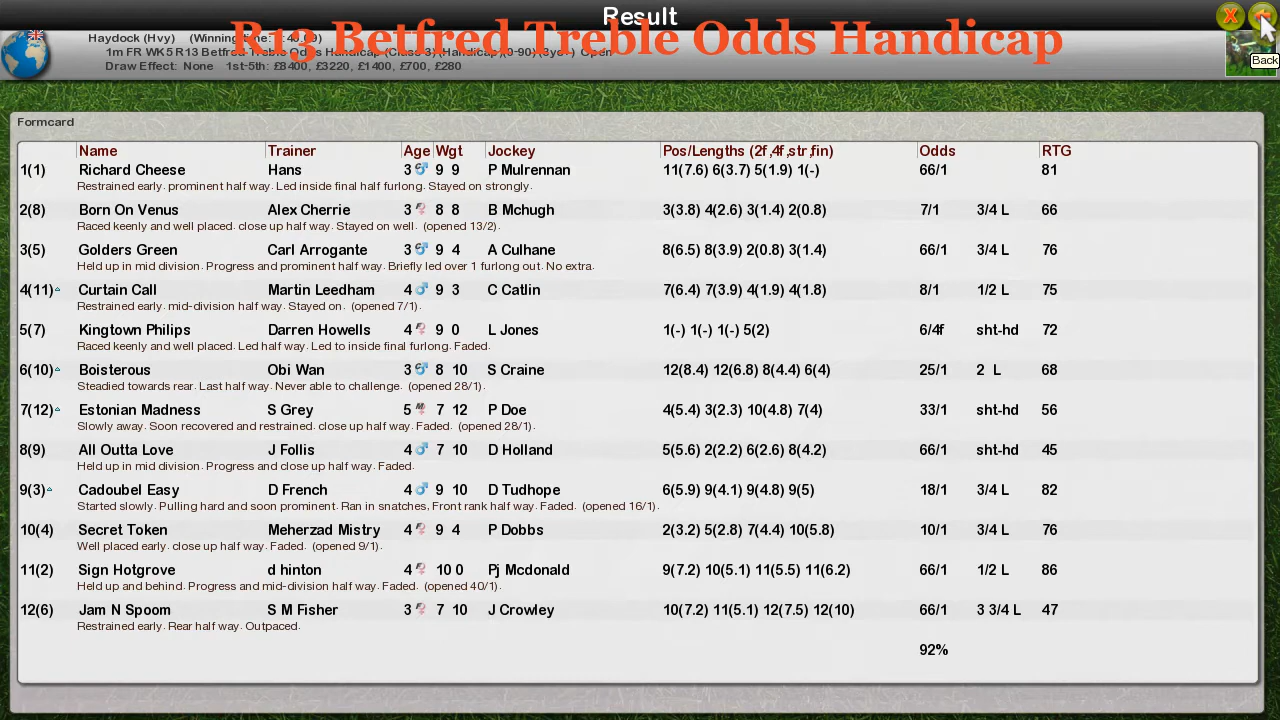 Result
R13 Betfred Treble Odds Handicap
Haydock (Hvy) (Winning time:
1m FR WK5 R13 Betfred Treble Odds Handicap (Class 3) (Handicap) (0-90) (3yo+) Open
Draw Effect: None 1st-5th: £8400, £3220, £1400, £700, £280
Back
Formcard
Name Trainer Age Wgt Jockey Pos/Lengths (2f,4f,str,fin) Odds RTG
1(1) Richard Cheese Hans 3 9 9 P Mulrennan 11(7.6) 6(3.7) 5(1.9) 1(-) 66/1 81
Restrained early. prominent half way. Led inside final half furlong. Stayed on strongly.
2(8) Born On Venus Alex Cherrie 3 8 8 B Mchugh 3(3.8) 4(2.6) 3(1.4) 2(0.8) 7/1 3/4 L 66
Raced keenly and well placed. close up half way. Stayed on well. (opened 13/2).
3(5) Golders Green Carl Arrogante 3 9 4 A Culhane 8(6.5) 8(3.9) 2(0.8) 3(1.4) 66/1 3/4 L 76
Held up in mid division. Progress and prominent half way. Briefly led over 1 furlong out. No extra.
4(11) Curtain Call Martin Leedham 4 9 3 C Catlin 7(6.4) 7(3.9) 4(1.9) 4(1.8) 8/1 1/2 L 75
Restrained early. mid-division half way. Stayed on. (opened 7/1).
5(7) Kingtown Philips Darren Howells 4 9 0 L Jones 1(-) 1(-) 1(-) 5(2) 6/4f sht-hd 72
Raced keenly and well placed. Led half way. Led to inside final furlong. Faded.
6(10) Boisterous Obi Wan 3 8 10 S Craine 12(8.4) 12(6.8) 8(4.4) 6(4) 25/1 2 L 68
Steadied towards rear. Last half way. Never able to challenge. (opened 28/1).
7(12) Estonian Madness S Grey 5 7 12 P Doe 4(5.4) 3(2.3) 10(4.8) 7(4) 33/1 sht-hd 56
Slowly away. Soon recovered and restrained. close up half way. Faded. (opened 28/1).
8(9) All Outta Love J Follis 4 7 10 D Holland 5(5.6) 2(2.2) 6(2.6) 8(4.2) 66/1 sht-hd 45
Held up in mid division. Progress and close up half way. Faded.
9(3) Cadoubel Easy D French 4 9 10 D Tudhope 6(5.9) 9(4.1) 9(4.8) 9(5) 18/1 3/4 L 82
Started slowly. Pulling hard and soon prominent. Ran in snatches, Front rank half way. Faded. (opened 16/1).
10(4) Secret Token Meherzad Mistry 4 9 4 P Dobbs 2(3.2) 5(2.8) 7(4.4) 10(5.8) 10/1 3/4 L 76
Well placed early. close up half way. Faded. (opened 9/1).
11(2) Sign Hotgrove d hinton 4 10 0 Pj Mcdonald 9(7.2) 10(5.1) 11(5.5) 11(6.2) 66/1 1/2 L 86
Held up and behind. Progress and mid-division half way. Faded. (opened 40/1).
12(6) Jam N Spoom S M Fisher 3 7 10 J Crowley 10(7.2) 11(5.1) 12(7.5) 12(10) 66/1 3 3/4 L 47
Restrained early. Rear half way. Outpaced.
92%